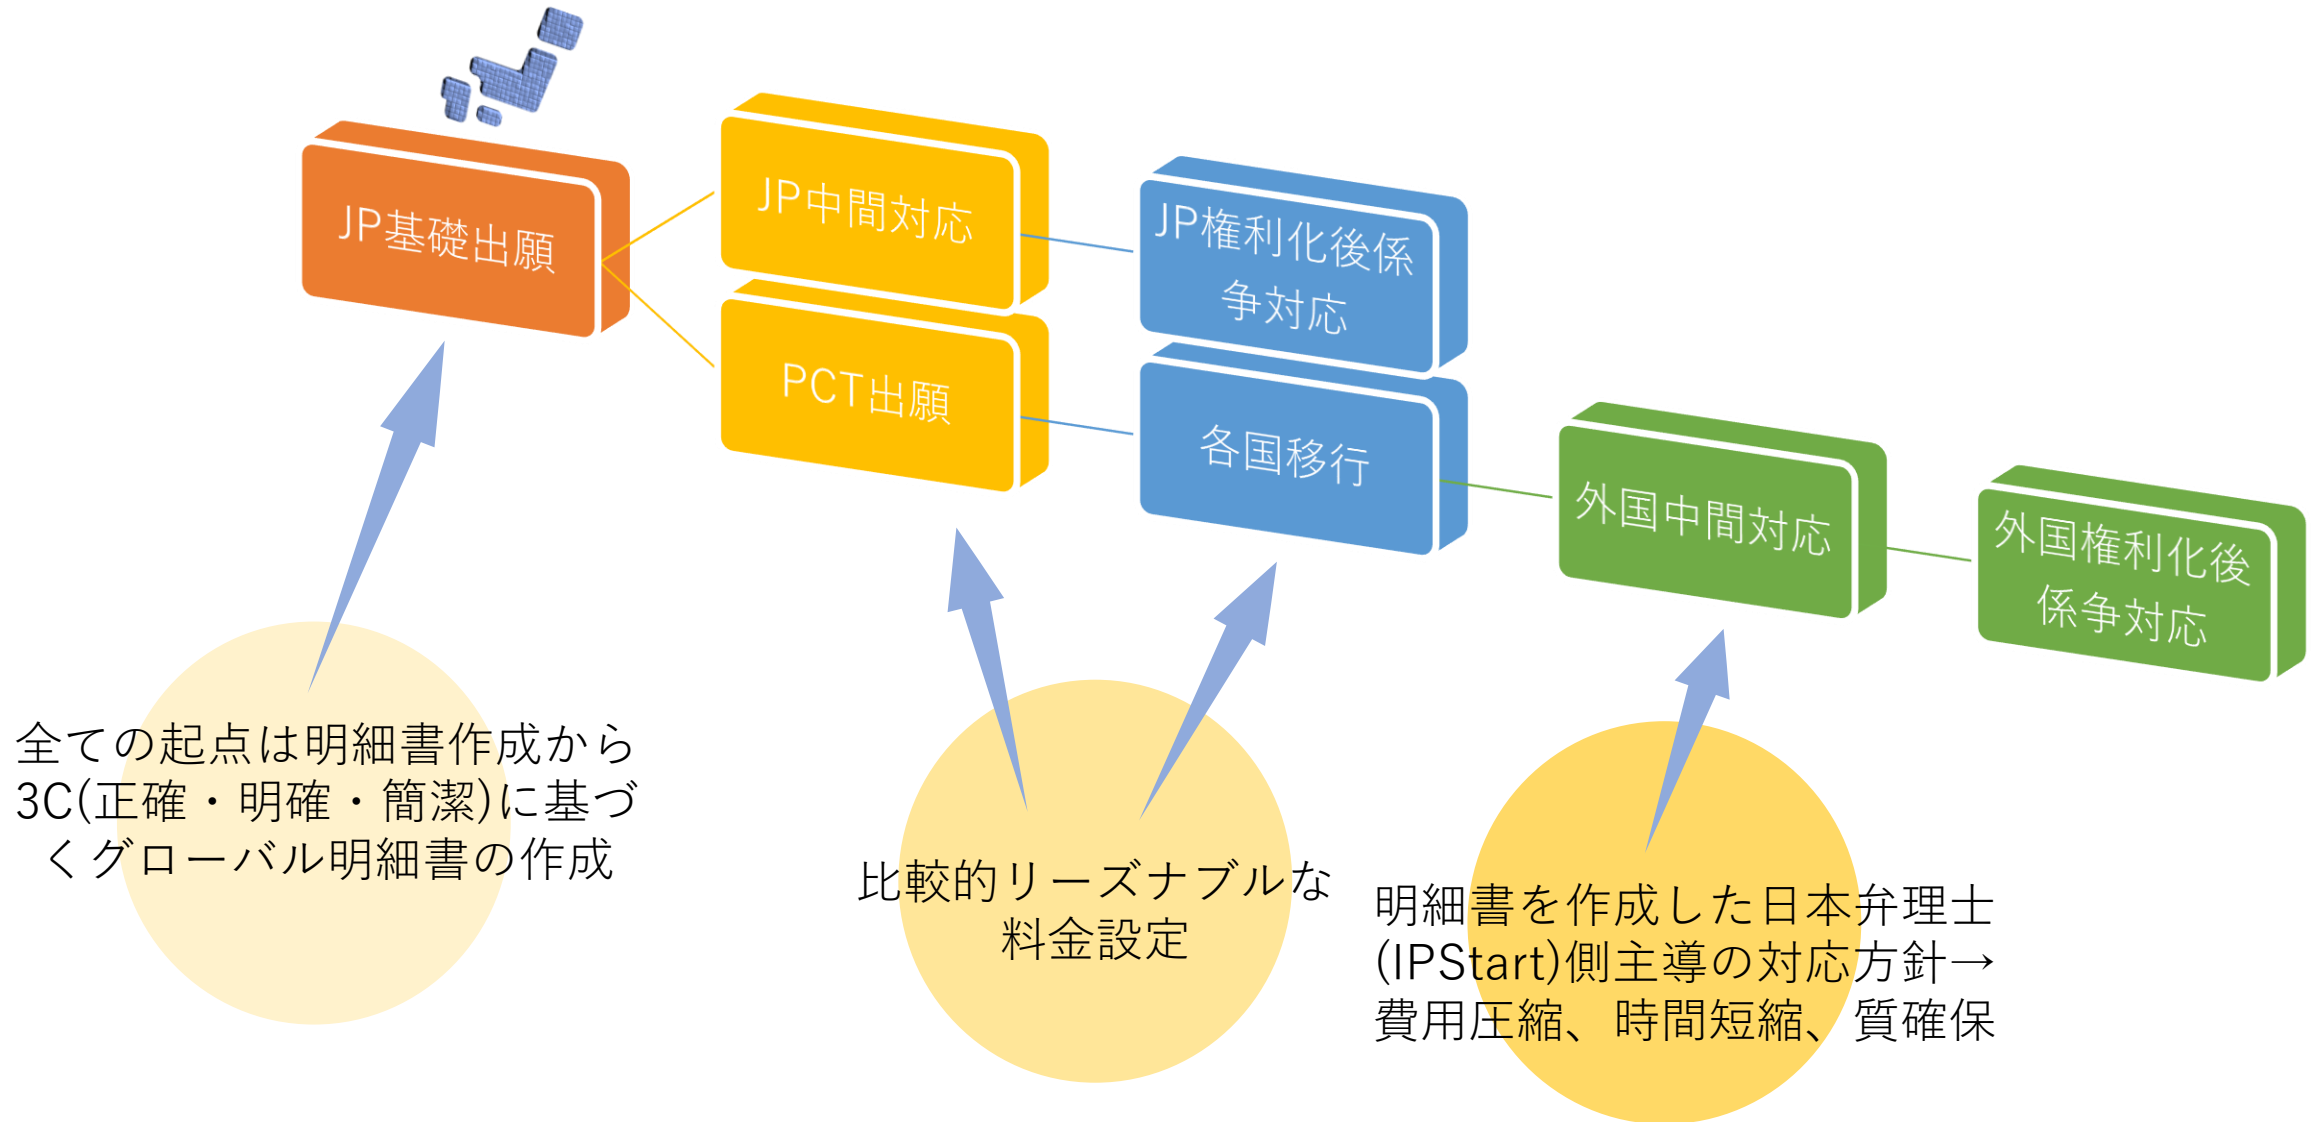 JP基礎出願
JP中間対応
PCT出願
JP権利化後係
争対応
各国移行
外国中間対応
外国権利化後
係争対応
全ての起点は明細書作成から
3C(正確・明確・簡潔)に基づ
くグローバル明細書の作成
比較的リーズナブルな
料金設定
明細書を作成した日本弁理士
(IPStart)側主導の対応方針→
費用圧縮、時間短縮、質確保